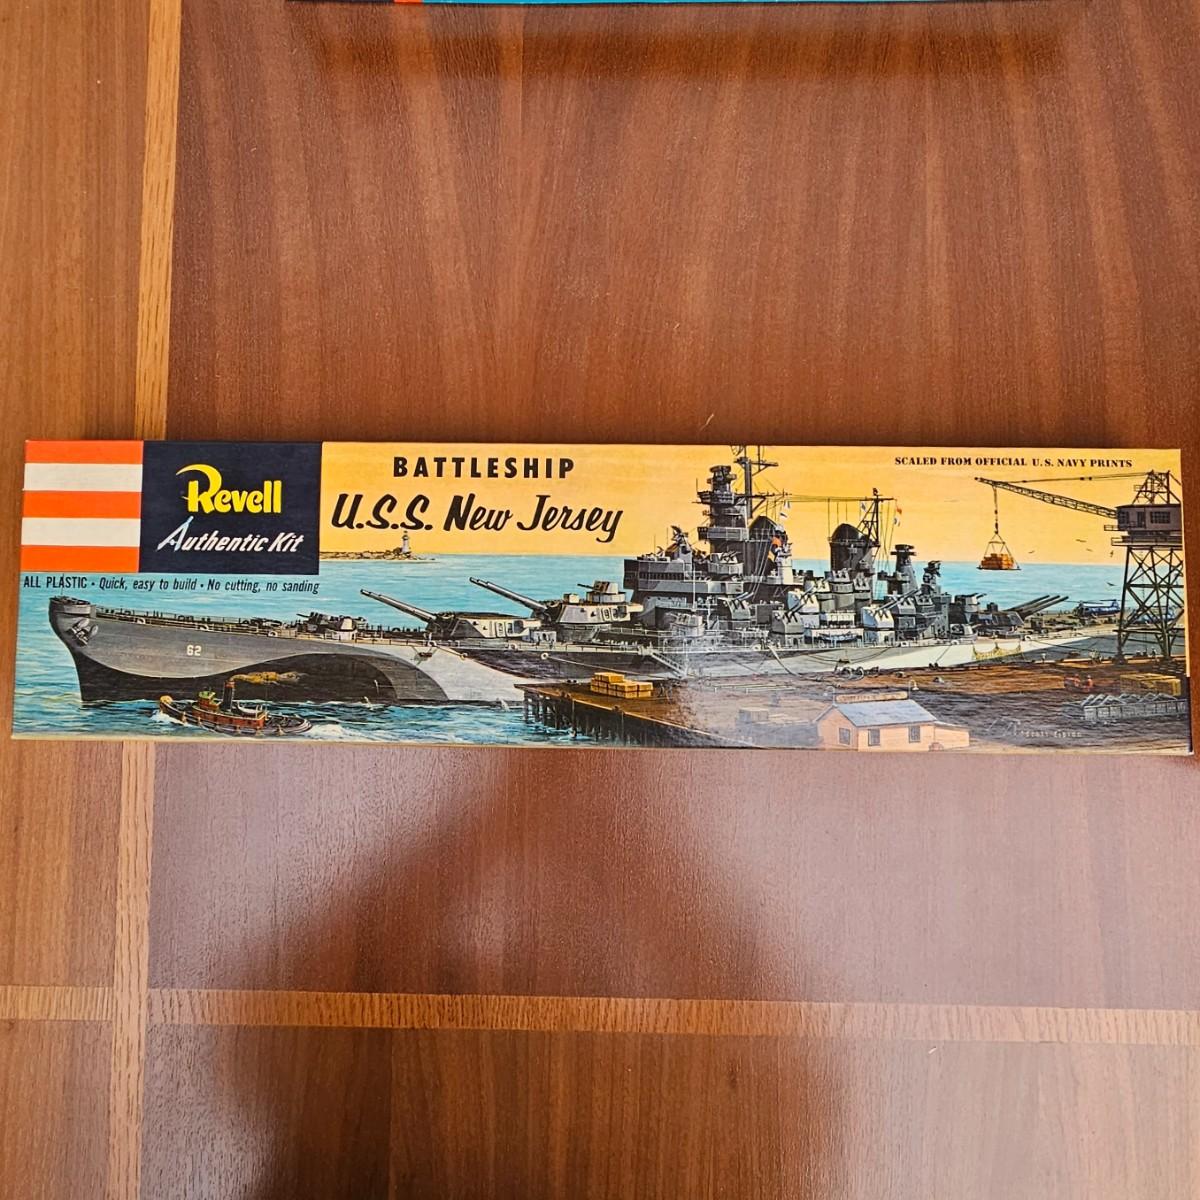 Revell
Authentic Kit
BATTLESHIP
U.S.S. New Jersey
SCALED FROM OFFICIAL U.S. NAVY PRINTS
ALL PLASTIC • Quick, easy to build • No cutting, no sanding
62